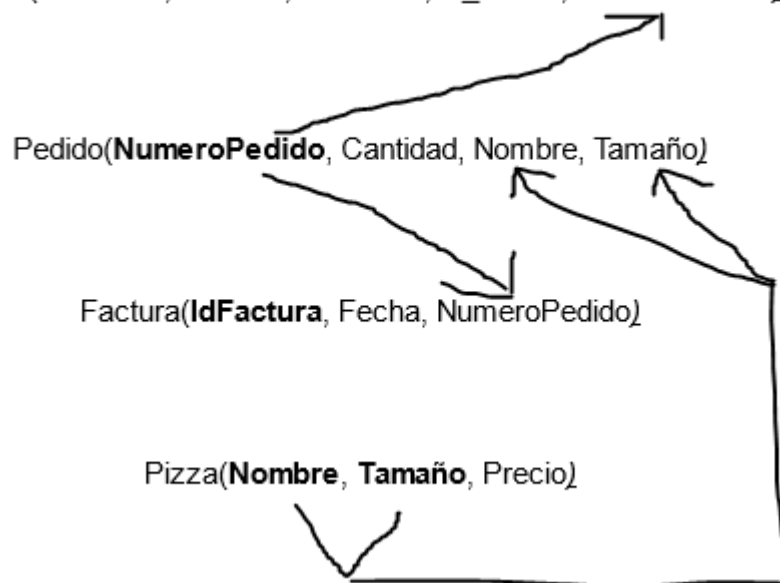 Pedido(NumeroPedido, Cantidad, Nombre, Tamaño)
Factura(IdFactura, Fecha, NumeroPedido)
Pizza(Nombre, Tamaño, Precio)